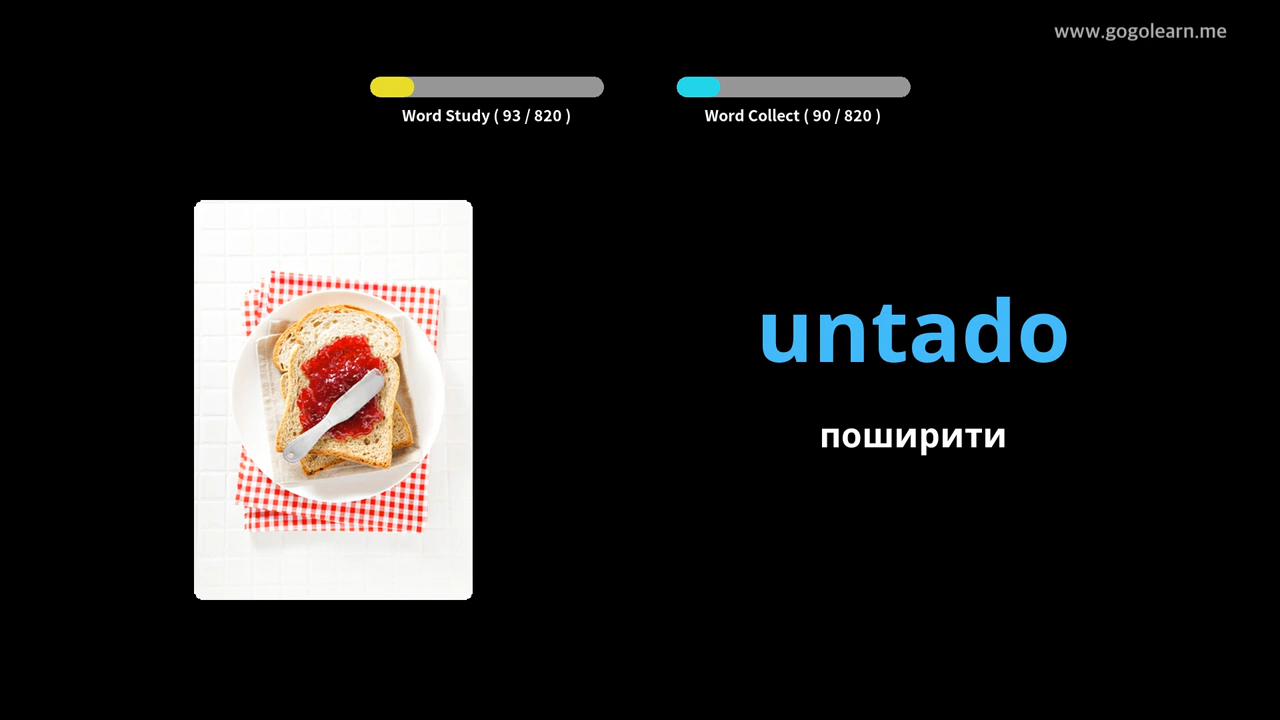 www.gogolearn.me
Word Study ( 93 / 820 )
Word Collect ( 90 / 820 )
untado
поширити